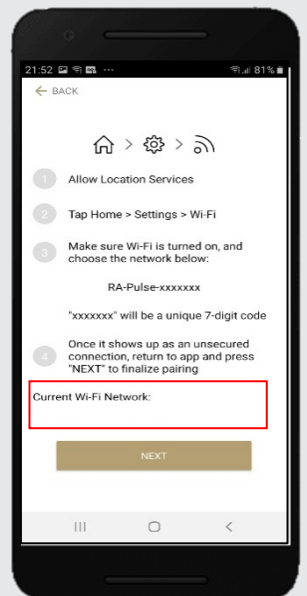 21:52 ... 81%
← BACK
> >
1 Allow Location Services
2 Tap Home > Settings > Wi-Fi
3 Make sure Wi-Fi is turned on, and
choose the network below:
RA-Pulse-xxxxxxx
"xxxxxxx" will be a unique 7-digit code
4 Once it shows up as an unsecured
connection, return to app and press
"NEXT" to finalize pairing
Current Wi-Fi Network:
NEXT